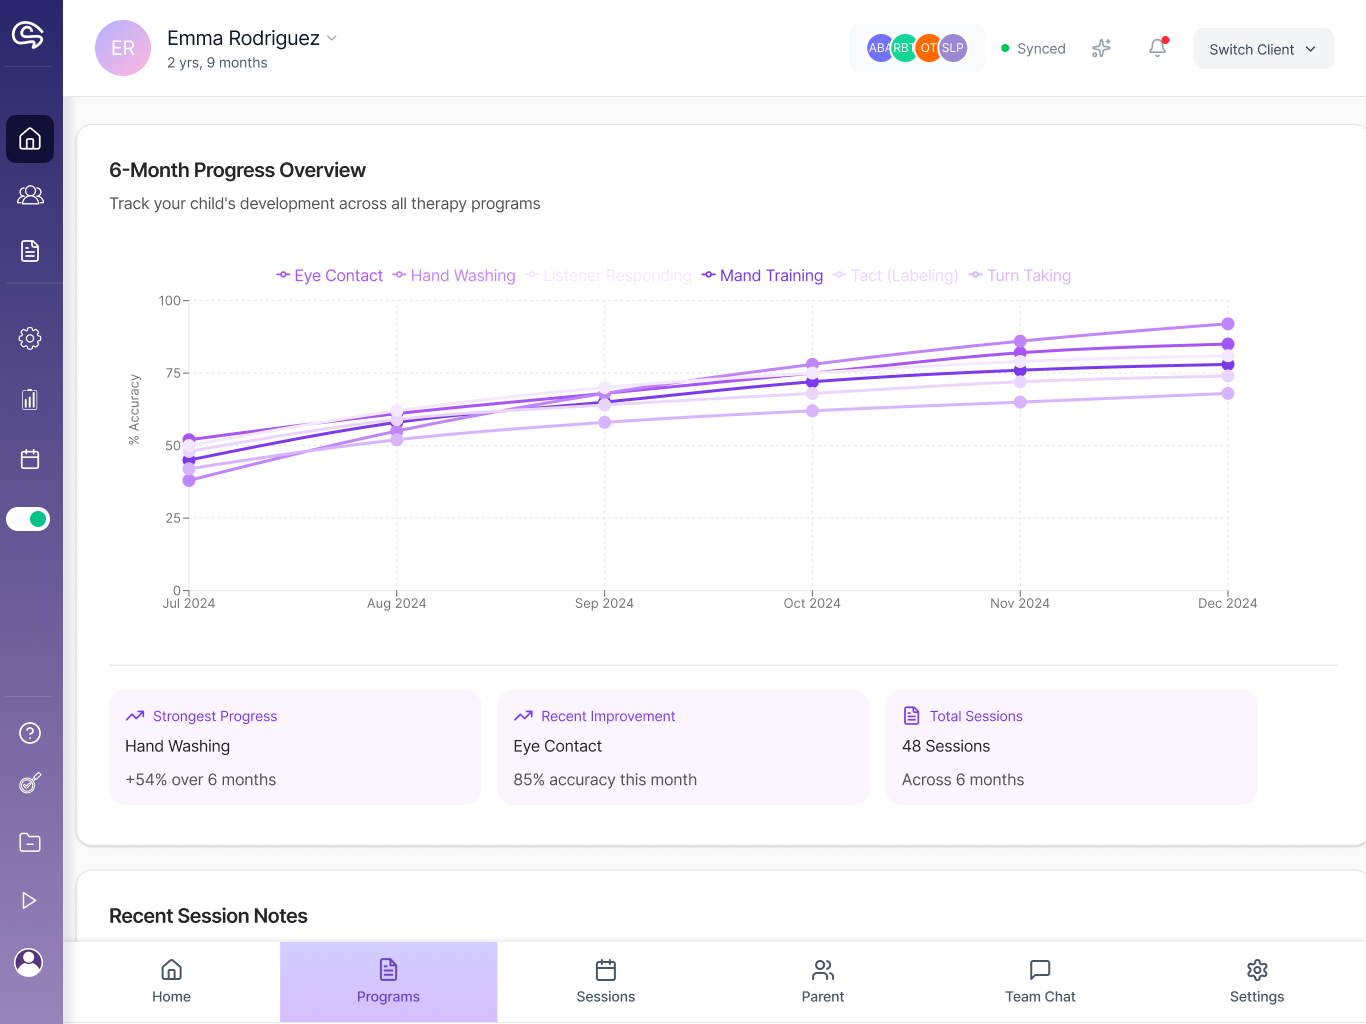 ER
Emma Rodriguez
2 yrs, 9 months
ABA RBT OT SLP
Synced
Switch Client
6-Month Progress Overview
Track your child's development across all therapy programs
Eye Contact Hand Washing Listener Responding Mand Training Tact (Labeling) Turn Taking
100
75
50
25
0
% Accuracy
Jul 2024 Aug 2024 Sep 2024 Oct 2024 Nov 2024 Dec 2024
Strongest Progress
Hand Washing
+54% over 6 months
Recent Improvement
Eye Contact
85% accuracy this month
Total Sessions
48 Sessions
Across 6 months
Recent Session Notes
Home Programs Sessions Parent Team Chat Settings